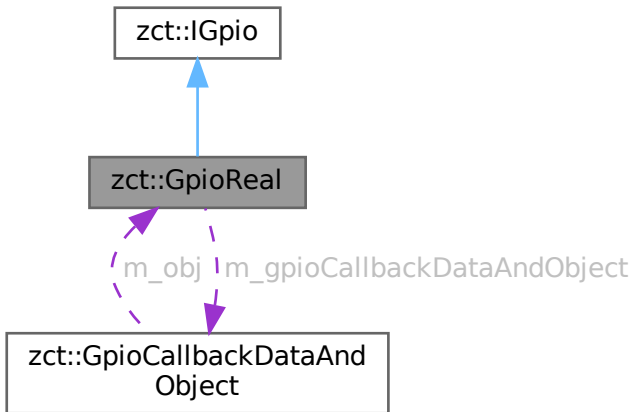 zct::IGpio
zct::GpioReal
m_obj
m_gpioCallbackDataAndObject
zct::GpioCallbackDataAnd
Object